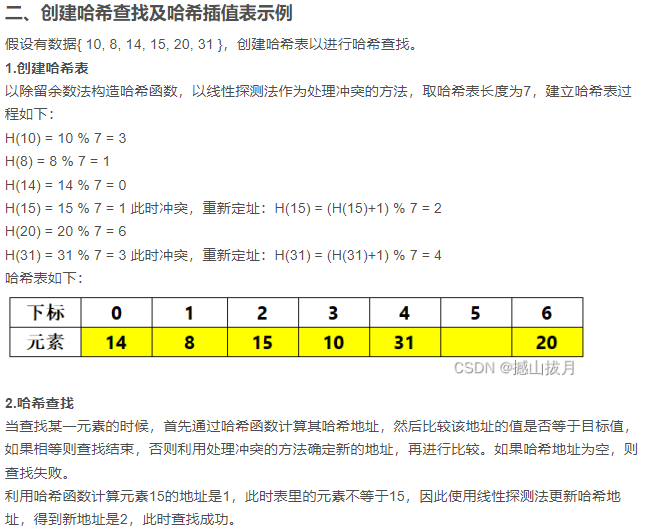 二、创建哈希查找及哈希插值表示例
假设有数据{ 10, 8, 14, 15, 20, 31 }，创建哈希表以进行哈希查找。
1.创建哈希表
以除留余数法构造哈希函数，以线性探测法作为处理冲突的方法，取哈希表长度为7，建立哈希表过
程如下：
H(10) = 10 % 7 = 3
H(8) = 8 % 7 = 1
H(14) = 14 % 7 = 0
H(15) = 15 % 7 = 1 此时冲突，重新定址：H(15) = (H(15)+1) % 7 = 2
H(20) = 20 % 7 = 6
H(31) = 31 % 7 = 3 此时冲突，重新定址：H(31) = (H(31)+1) % 7 = 4
哈希表如下：
下标 0 1 2 3 4 5 6
元素 14 8 15 10 31 20
CSDN @撼山拔月
2.哈希查找
当查找某一元素的时候，首先通过哈希函数计算其哈希地址，然后比较该地址的值是否等于目标值，
如果相等则查找结束，否则利用处理冲突的方法确定新的地址，再进行比较。如果哈希地址为空，则
查找失败。
利用哈希函数计算元素15的地址是1，此时表里的元素不等于15，因此使用线性探测法更新哈希地
址，得到新地址是2，此时查找成功。